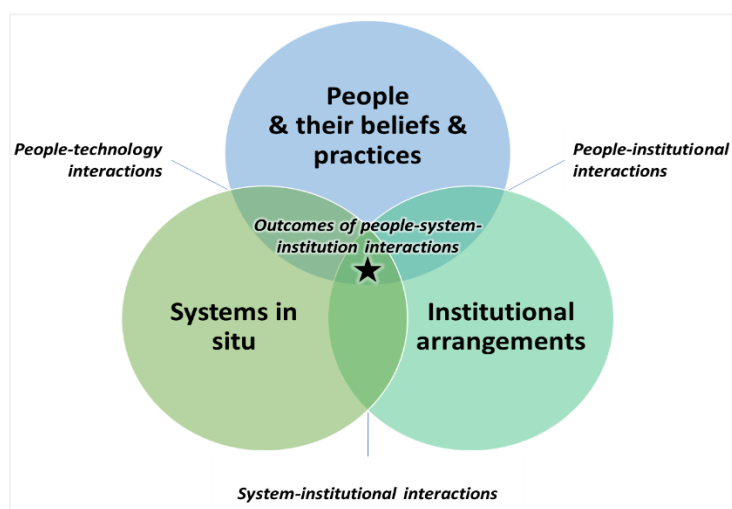 People
& their beliefs &
practices
People-technology
interactions
People-institutional
interactions
Outcomes of people-system-
institution interactions
Systems in
situ
Institutional
arrangements
System-institutional interactions